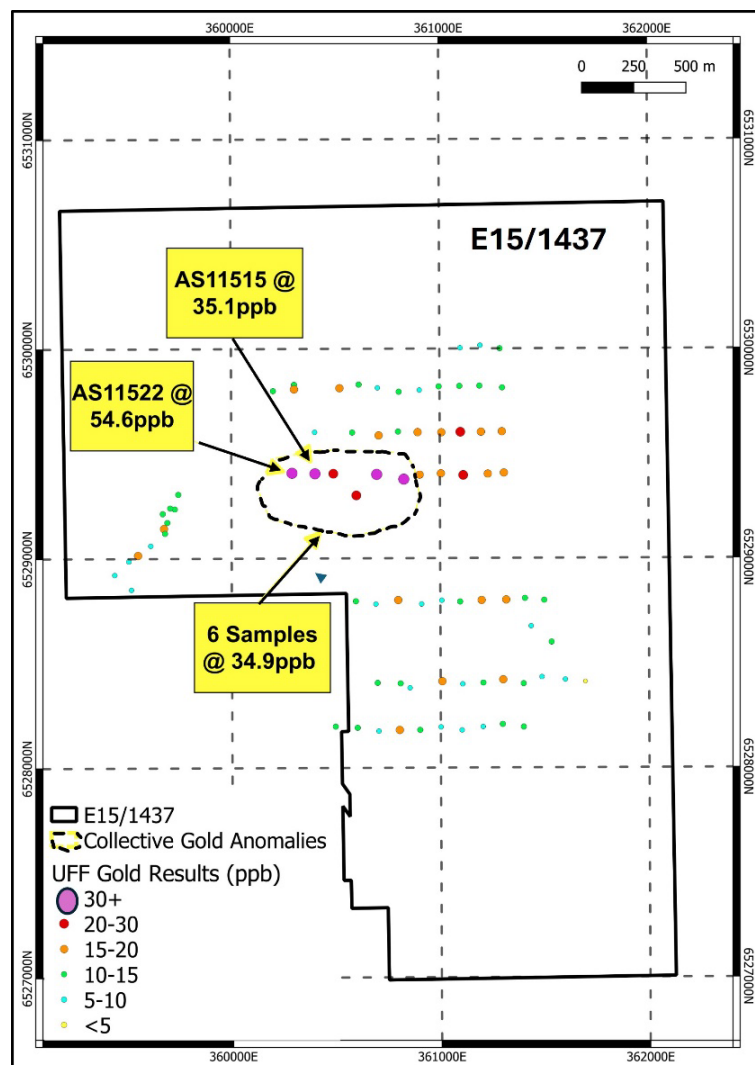 360000E
361000E
362000E
0 250 500 m
6531000N
6531000N
E15/1437
AS11515 @
35.1ppb
6530000N
6530000N
AS11522 @
54.6ppb
6529000N
6529000N
6 Samples
@ 34.9ppb
6528000N
6528000N
E15/1437
Collective Gold Anomalies
UFF Gold Results (ppb)
30+
20-30
15-20
10-15
5-10
<5
6527000N
6527000N
360000E
361000E
362000E